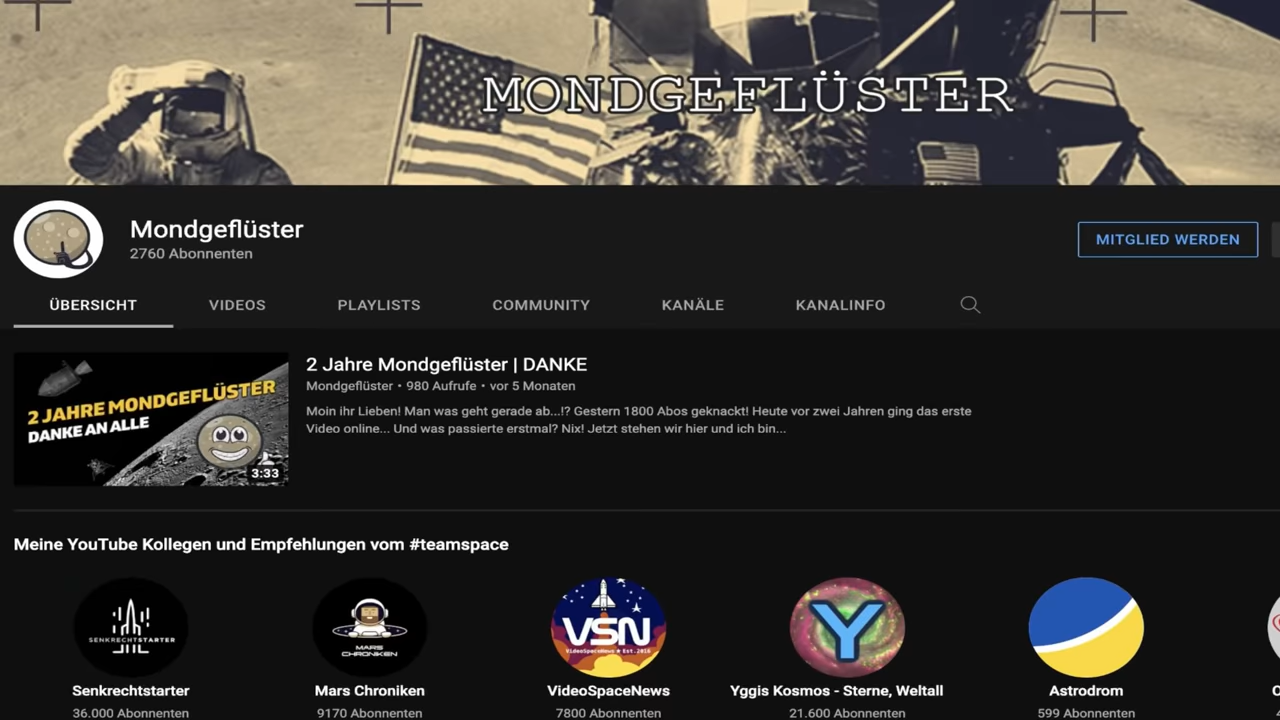 MONDGEFLÜSTER
Mondgeflüster
2760 Abonnenten
MITGLIED WERDEN
ÜBERSICHT VIDEOS PLAYLISTS COMMUNITY KANÄLE KANALINFO
2 JAHRE MONDGEFLÜSTER
DANKE AN ALLE
3:33
2 Jahre Mondgeflüster | DANKE
Mondgeflüster • 980 Aufrufe • vor 5 Monaten
Moin ihr Lieben! Man was geht gerade ab...!? Gestern 1800 Abos geknackt! Heute vor zwei Jahren ging das erste
Video online... Und was passierte erstmal? Nix! Jetzt stehen wir hier und ich bin...
Meine YouTube Kollegen und Empfehlungen vom #teamspace
SENKRECHTSTARTER
MARS
CHRONIKEN
VSN
VideoSpaceNews ★ Est.2016
Y
Senkrechtstarter Mars Chroniken VideoSpaceNews Yggis Kosmos - Sterne, Weltall Astrodrom
36.000 Abonnenten 9170 Abonnenten 7800 Abonnenten 21.600 Abonnenten 599 Abonnenten